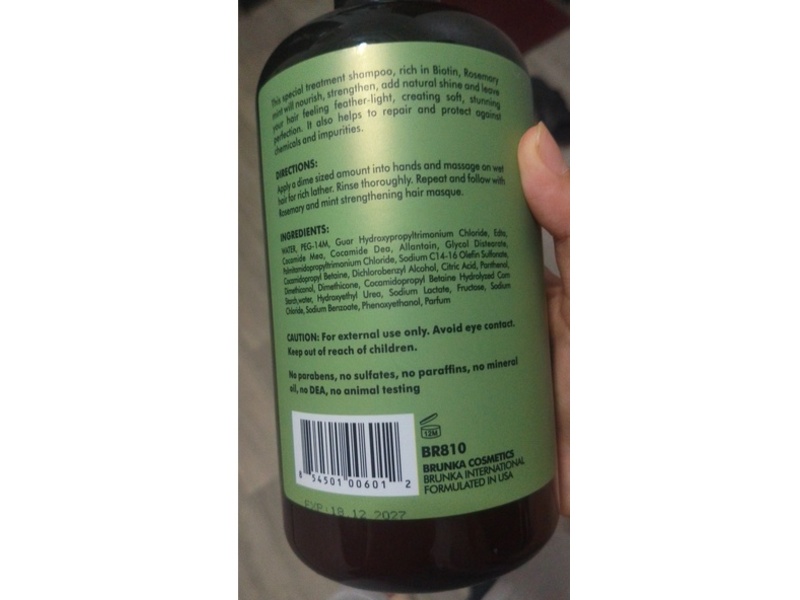 This special treatment shampoo, rich in Biotin, Rosemary
mint will nourish, strengthen, add natural shine and leave
your hair feeling feather-light, creating soft, stunning
perfection. It also helps to repair and protect against
chemicals and impurities.
DIRECTIONS:
Apply a dime sized amount into hands and massage on wet
hair for rich lather. Rinse thoroughly. Repeat and follow with
Rosemary and mint strengthening hair masque.
INGREDIENTS:
WATER, PEG-14M, Guar Hydroxypropyltrimonium Chloride, Edta,
Cocamide Mea, Cocamide Dea, Allantoin, Glycol Distearate,
Palmitamidopropyltrimonium Chloride, Sodium C14-16 Olefin Sulfonate,
Cocamidopropyl Betaine, Dichlorobenzyl Alcohol, Citric Acid, Panthenol,
Dimethiconol, Dimethicone, Cocamidopropyl Betaine Hydrolyzed Corn
Starch,water, Hydroxyethyl Urea, Sodium Lactate, Fructose, Sodium
Chloride, Sodium Benzoate, Phenoxyethanol, Parfum
CAUTION: For external use only. Avoid eye contact.
Keep out of reach of children.
No parabens, no sulfates, no paraffins, no mineral
oil, no DEA, no animal testing
12M
BR810
BRUNKA COSMETICS
BRUNKA INTERNATIONAL
FORMULATED IN USA
8 54501 00601 2
EXP: 18 12 2027